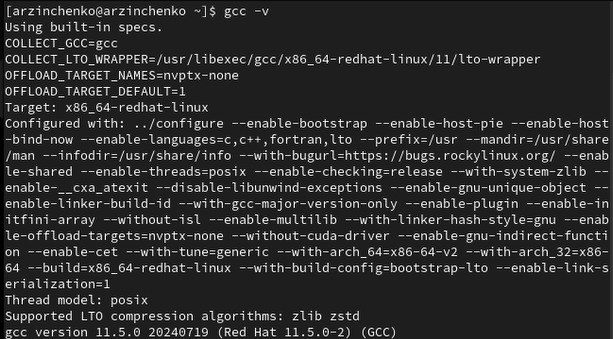 [arzinchenko@arzinchenko ~]$ gcc -v
Using built-in specs.
COLLECT_GCC=gcc
COLLECT_LTO_WRAPPER=/usr/libexec/gcc/x86_64-redhat-linux/11/lto-wrapper
OFFLOAD_TARGET_NAMES=nvptx-none
OFFLOAD_TARGET_DEFAULT=1
Target: x86_64-redhat-linux
Configured with: ../configure --enable-bootstrap --enable-host-pie --enable-host
-bind-now --enable-languages=c,c++,fortran,lto --prefix=/usr --mandir=/usr/share
/man --infodir=/usr/share/info --with-bugurl=https://bugs.rockylinux.org/ --enab
le-shared --enable-threads=posix --enable-checking=release --with-system-zlib --
enable-__cxa_atexit --disable-libunwind-exceptions --enable-gnu-unique-object --
enable-linker-build-id --with-gcc-major-version-only --enable-plugin --enable-in
itfini-array --without-isl --enable-multilib --with-linker-hash-style=gnu --enab
le-offload-targets=nvptx-none --without-cuda-driver --enable-gnu-indirect-functi
on --enable-cet --with-tune=generic --with-arch_64=x86-64-v2 --with-arch_32=x86-
64 --build=x86_64-redhat-linux --with-build-config=bootstrap-lto --enable-link-s
erialization=1
Thread model: posix
Supported LTO compression algorithms: zlib zstd
gcc version 11.5.0 20240719 (Red Hat 11.5.0-2) (GCC)